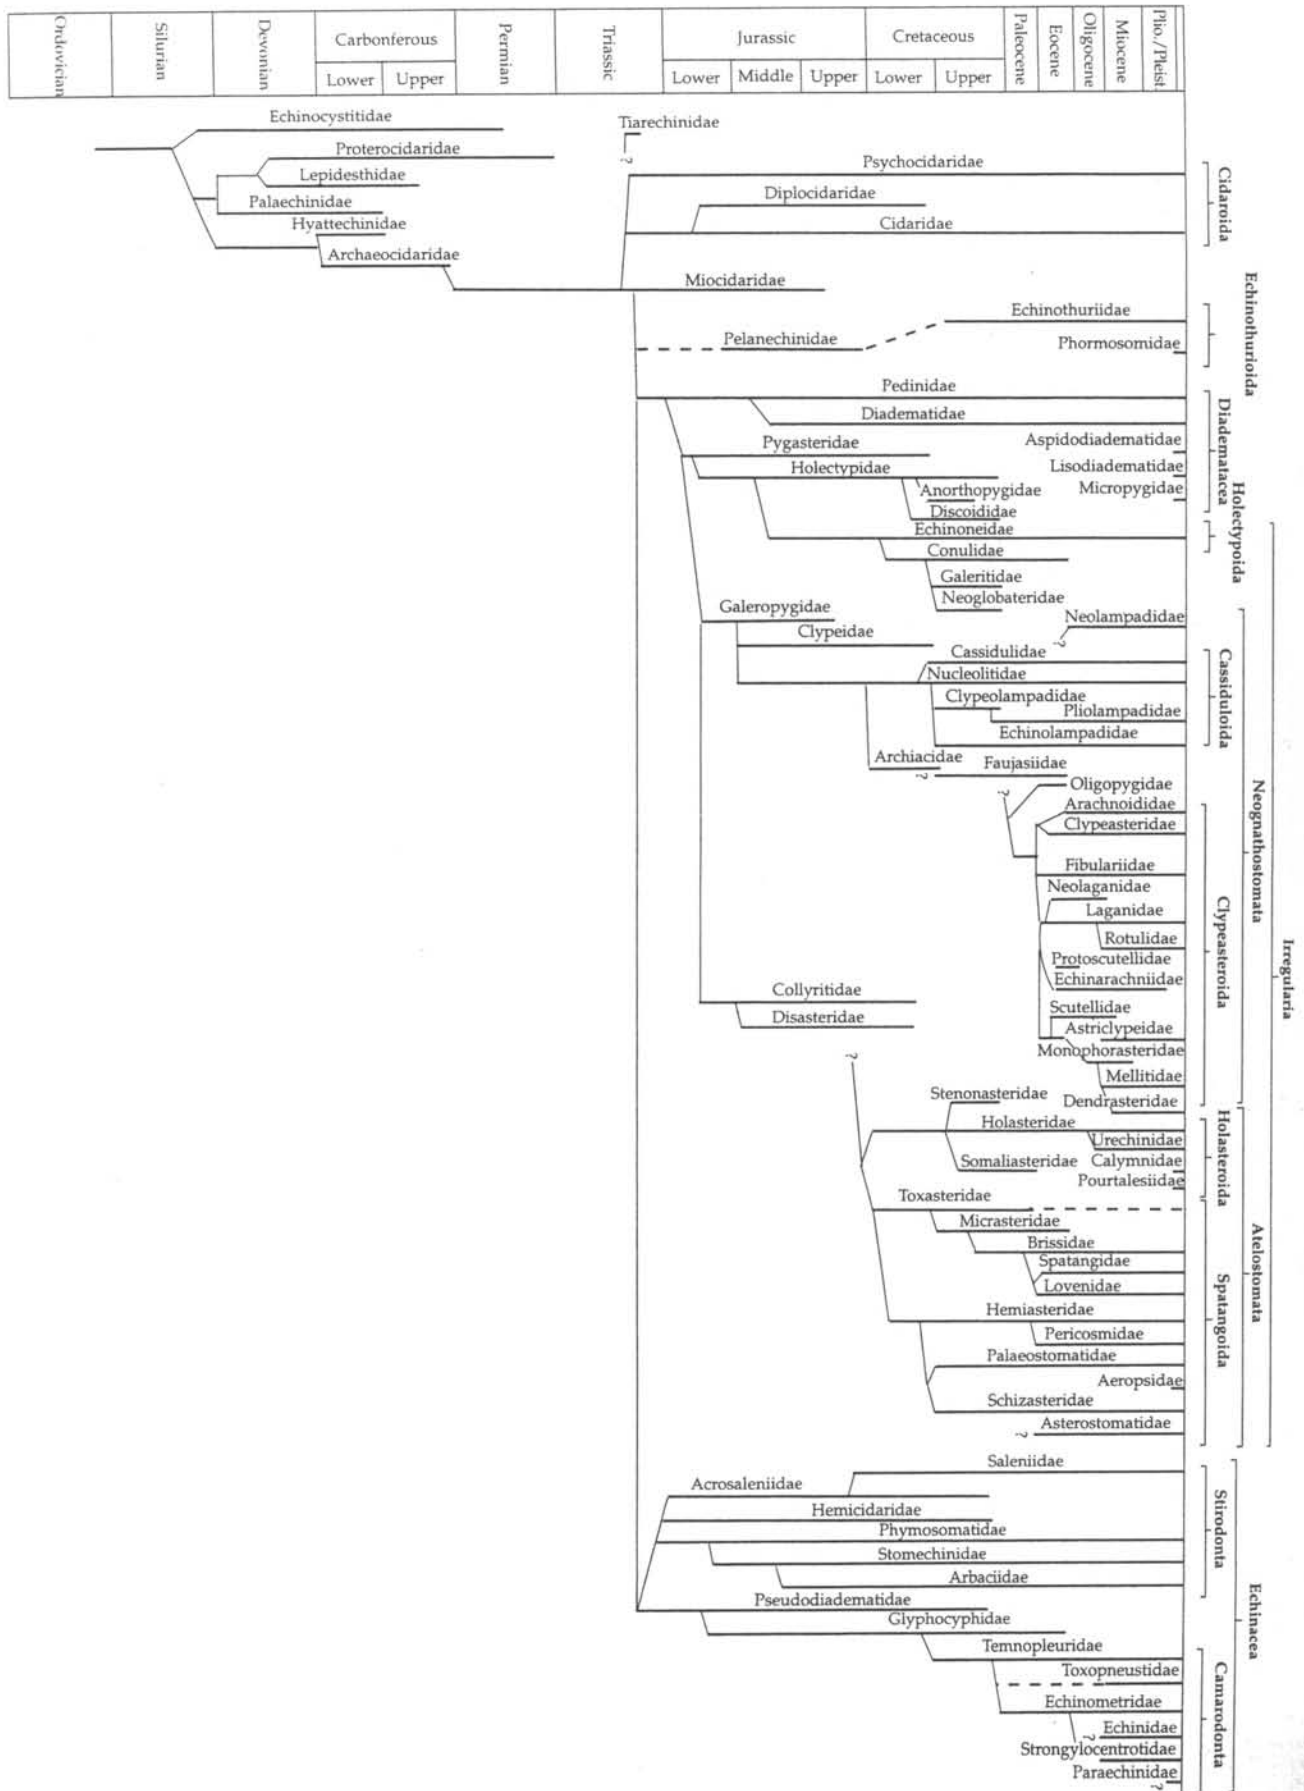 Ordovician
Silurian
Devonian
Carbonferous
Lower
Upper
Permian
Triassic
Jurassic
Lower
Middle
Upper
Cretaceous
Lower
Upper
Paleocene
Eocene
Oligocene
Miocene
Plio./Pleist
Echinocystitidae
Tiarechinidae
?
Proterocidaridae
Psychocidaridae
Lepidesthidae
Diplocidaridae
Palaechinidae
Cidaridae
Hyattechinidae
Archaeocidaridae
Miocidaridae
Cidaroida
Echinothuriidae
Pelanechinidae
Phormosomidae
Echinothurioida
Pedinidae
Diadematidae
Pygasteridae
Aspidodiadematidae
Holectypidae
Lisodiadematidae
Anorthopygidae
Micropygidae
Diadematacea
Discoididae
Echinoneidae
Conulidae
Holectypoida
Galeritidae
Neoglobateridae
Galeropygidae
Neolampadidae
?
Clypeidae
Cassidulidae
Nucleolitidae
Clypeolampadidae
Pliolampadidae
Echinolampadidae
Cassiduloida
Archiacidae
Faujasiidae
?
Oligopygidae
?
Arachnoididae
Clypeasteridae
Fibulariidae
Neolaganidae
Laganidae
Rotulidae
Protoscutellidae
Echinarachniidae
Scutellidae
Astriclypeidae
Monophorasteridae
Mellitidae
Dendrasteridae
Clypeasteroida
Neognathostomata
Irregularia
Collyritidae
Disasteridae
?
Stenonasteridae
Holasteridae
Urechinidae
Somaliasteridae
Calymnidae
Pourtalesiidae
Holasteroida
Toxasteridae
Micrasteridae
Brissidae
Spatangidae
Lovenidae
Hemiasteridae
Pericosmidae
Palaeostomatidae
Aeropsidae
Schizasteridae
Asterostomatidae
?
Spatangoida
Atelostomata
Saleniidae
Acrosaleniidae
Hemicidaridae
Phymosomatidae
Stomechinidae
Arbaciidae
Stirodonta
Echinacea
Pseudodiadematidae
Glyphocyphidae
Temnopleuridae
Toxopneustidae
Echinometridae
Echinidae
?
Strongylocentrotidae
Paraechinidae
?
Camarodonta